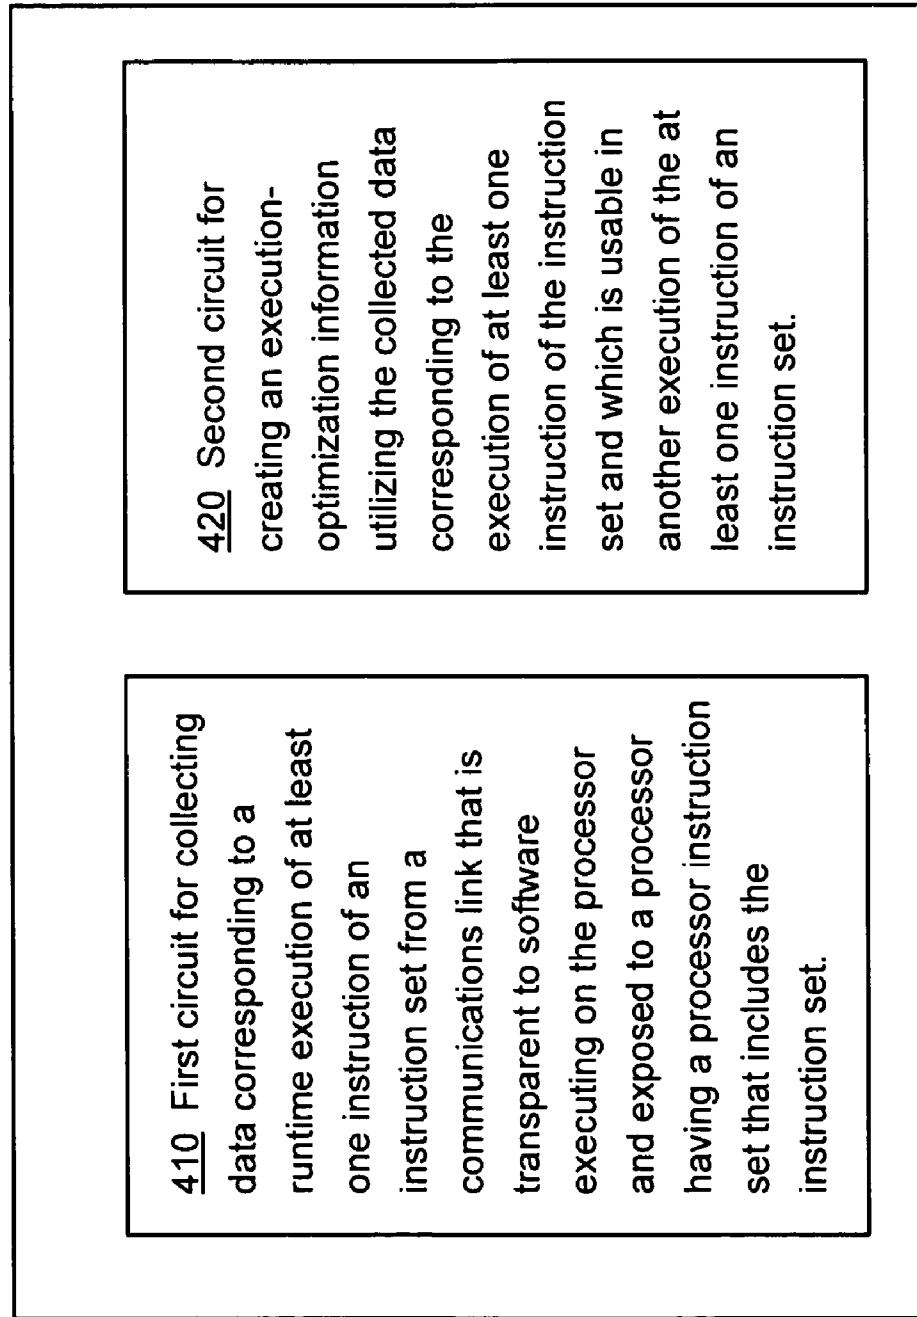 410 First circuit for collecting
data corresponding to a
runtime execution of at least
one instruction of an
instruction set from a
communications link that is
transparent to software
executing on the processor
and exposed to a processor
having a processor instruction
set that includes the
instruction set.
420 Second circuit for
creating an execution-
optimization information
utilizing the collected data
corresponding to the
execution of at least one
instruction of the instruction
set and which is usable in
another execution of the at
least one instruction of an
instruction set.